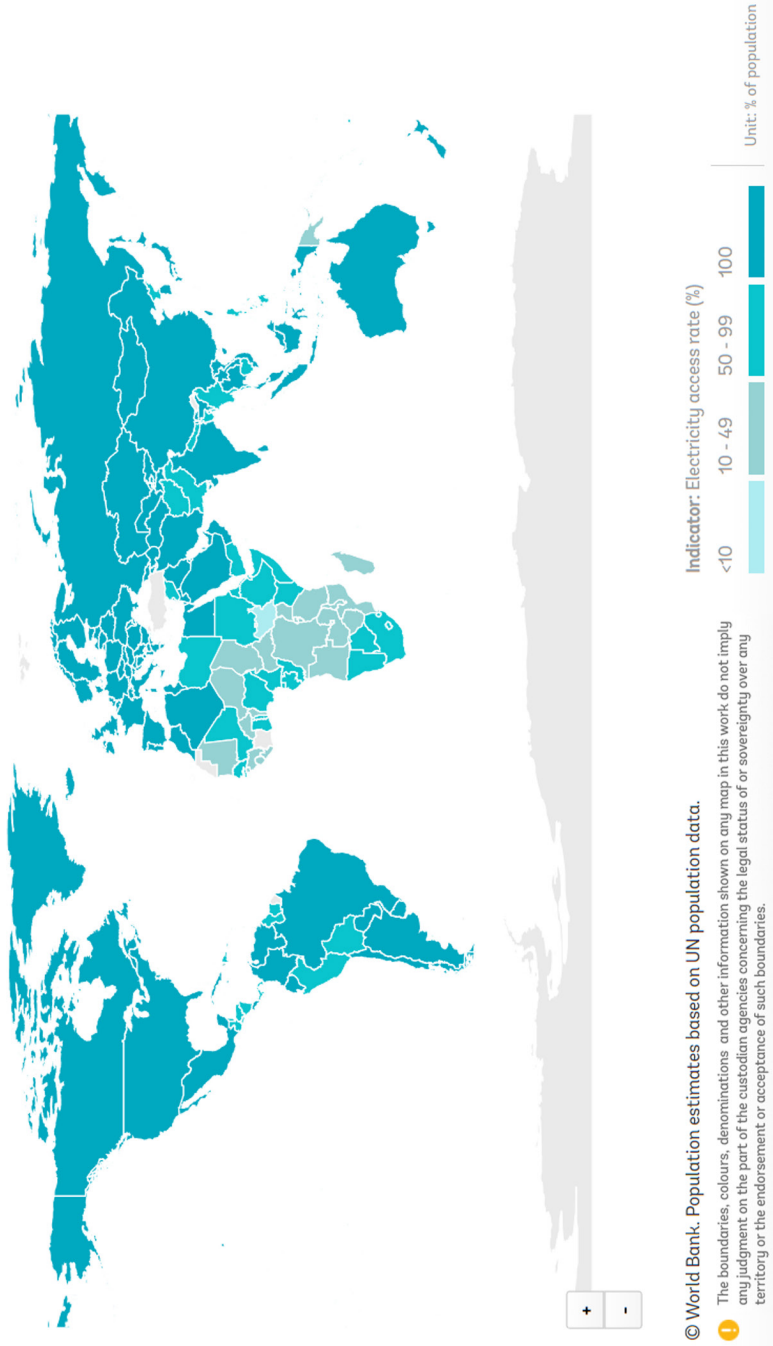 +
-
© World Bank. Population estimates based on UN population data.
Indicator: Electricity access rate (%)
<10
10 - 49
50 - 99
100
Unit: % of population
!
The boundaries, colours, denominations and other information shown on any map in this work do not imply
any judgment on the part of the custodian agencies concerning the legal status of or sovereignty over any
territory or the endorsement or acceptance of such boundaries.